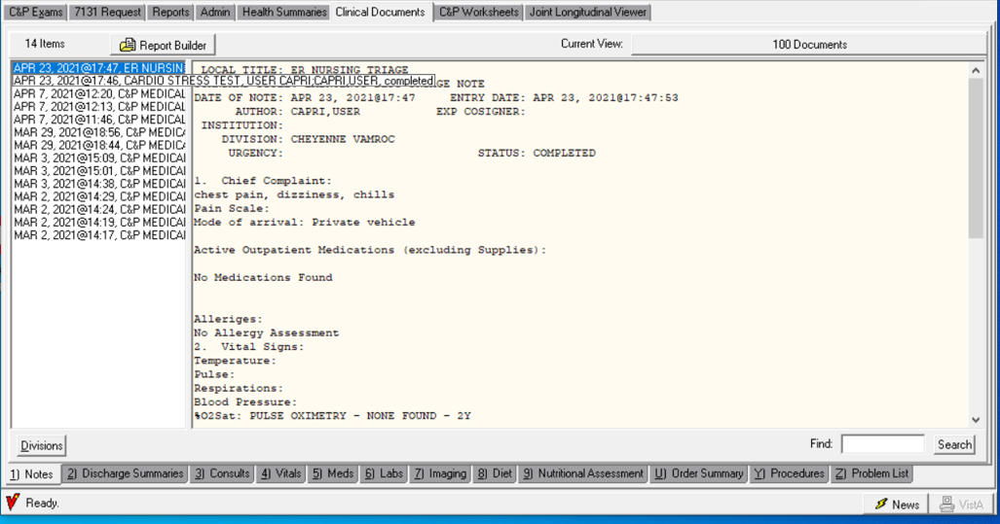 C&P Exams 7131 Request Reports Admin Health Summaries Clinical Documents C&P Worksheets Joint Longitudinal Viewer
14 Items Report Builder Current View: 100 Documents
APR 23, 2021@17:47, ER NURSIN
APR 23, 2021@17:46, CARDIO STRESS TEST, USER CAPRI;CAPRI,USER, completed
APR 7, 2021@12:20, C&P MEDICAL
APR 7, 2021@12:13, C&P MEDICAL
APR 7, 2021@11:46, C&P MEDICAL
MAR 29, 2021@18:56, C&P MEDICA
MAR 29, 2021@18:44, C&P MEDICA
MAR 3, 2021@15:09, C&P MEDICAI
MAR 3, 2021@15:01, C&P MEDICAI
MAR 3, 2021@14:38, C&P MEDICAI
MAR 2, 2021@14:29, C&P MEDICAI
MAR 2, 2021@14:24, C&P MEDICAI
MAR 2, 2021@14:19, C&P MEDICAI
MAR 2, 2021@14:17, C&P MEDICAI
LOCAL TITLE: ER NURSING TRIAGE
GE NOTE
DATE OF NOTE: APR 23, 2021@17:47 ENTRY DATE: APR 23, 2021@17:47:53
AUTHOR: CAPRI,USER EXP COSIGNER:
INSTITUTION:
DIVISION: CHEYENNE VAMROC
URGENCY: STATUS: COMPLETED
1. Chief Complaint:
chest pain, dizziness, chills
Pain Scale:
Mode of arrival: Private vehicle
Active Outpatient Medications (excluding Supplies):
No Medications Found
Alleriges:
No Allergy Assessment
2. Vital Signs:
Temperature:
Pulse:
Respirations:
Blood Pressure:
%O2Sat: PULSE OXIMETRY - NONE FOUND - 2Y
Divisions Find: Search
1) Notes 2) Discharge Summaries 3) Consults 4) Vitals 5) Meds 6) Labs 7) Imaging 8) Diet 9) Nutritional Assessment U) Order Summary Y) Procedures Z) Problem List
Ready. News VistA